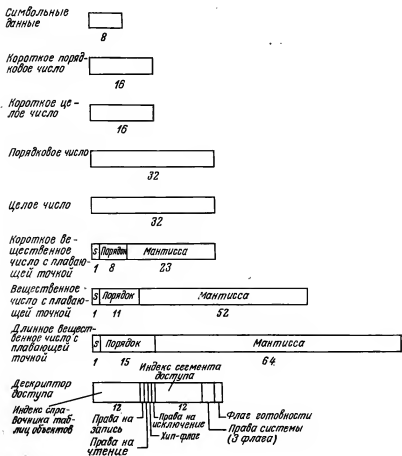 Символьные
данные
8
Короткое поряд-
ковое число
16
Короткое це-
лое число
16
Порядковое число
32
Целое число
32
Короткое ве-
щественное
число с плаваю-
щей точкой
S Порядок Мантисса
1 8 23
Вещественное
число с плаваю-
щей точкой
S Порядок Мантисса
1 11 52
Длинное вещест-
венное число с
плавающей
точкой
S Порядок Мантисса
1 15 64
Дескриптор
доступа
Индекс сегмента
доступа
12 12
Индекс спра-
вочника таб-
лиц объектов
Права на
запись
Права на
чтение
Права на
исключение
Хип-флаг
Флаг готовности
Права системы
(3 флага)